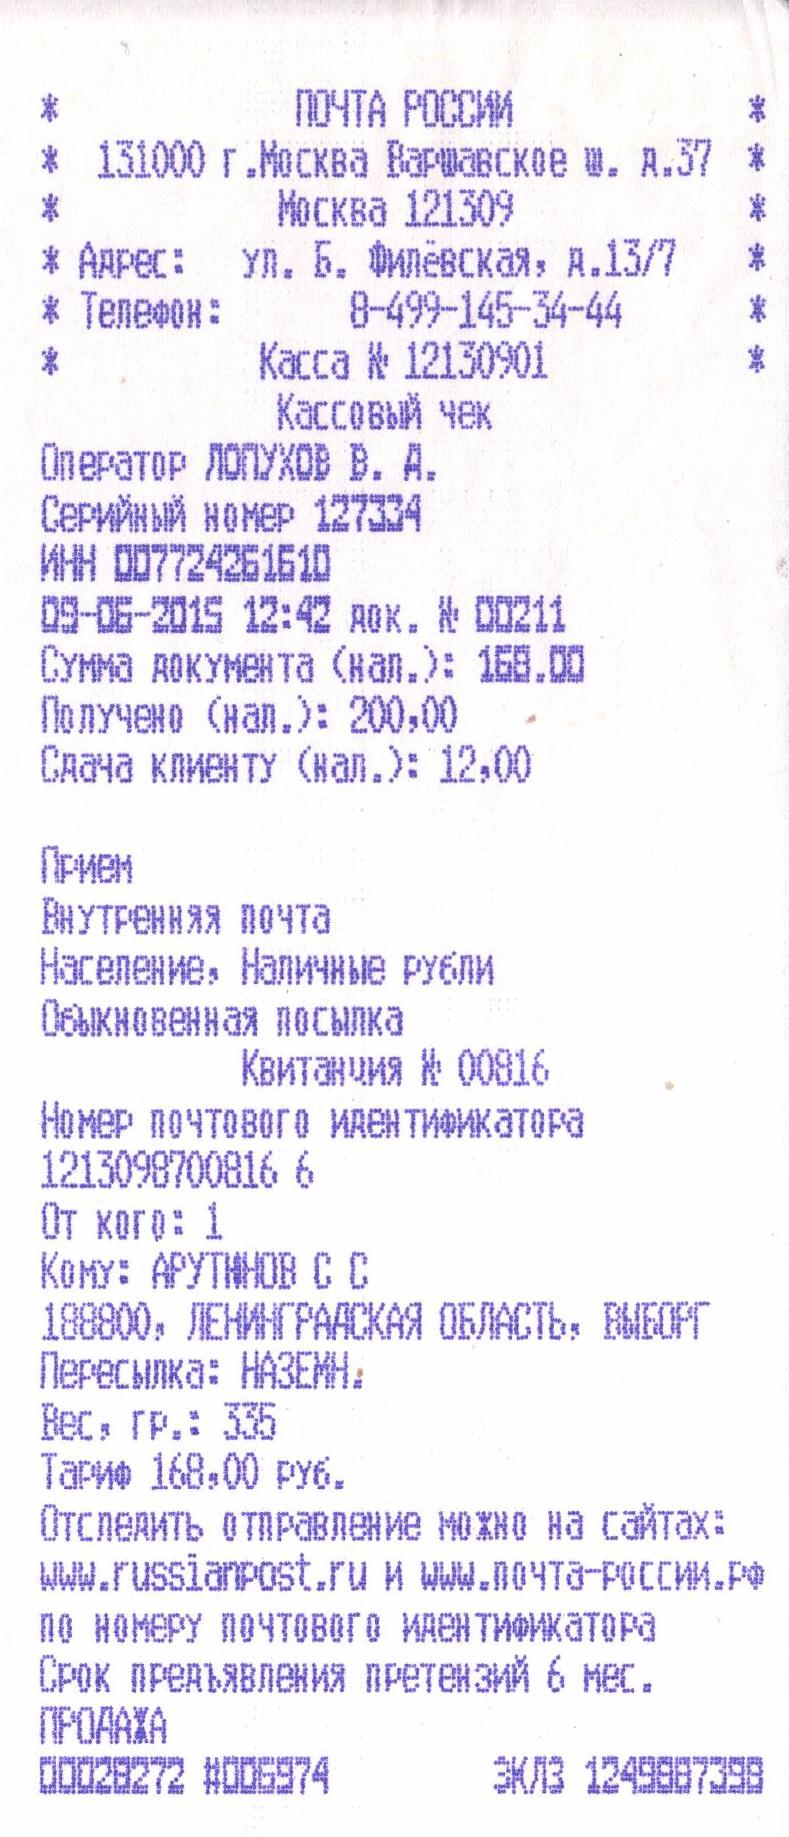 * ПОЧТА РОССИИ *
* 131000 г.Москва Варшавское ш. д.37 *
* Москва 121309 *
* Адрес: ул. Б. Филёвская, д.13/7 *
* Телефон: 8-499-145-34-44 *
* Касса № 12130901 *
Кассовый чек
Оператор ЛОПУХОВ В. А.
Серийный номер 127334
ИНН 007724261610
09-06-2015 12:42 док. № 00211
Сумма документа (нал.): 168.00
Получено (нал.): 200,00
Сдача клиенту (нал.): 12,00
Прием
Внутренняя почта
Население, Наличные рубли
Обыкновенная посылка
Квитанция № 00816
Номер почтового идентификатора
1213098700816 6
От кого: 1
Кому: АРУТИНОВ С С
188800, ЛЕНИНГРАДСКАЯ ОБЛАСТЬ, ВЫБОРГ
Пересылка: НАЗЕМН.
Вес, гр.: 335
Тариф 168,00 руб.
Отследить отправление можно на сайтах:
www.russianpost.ru и www.почта-россии.рф
по номеру почтового идентификатора
Срок предъявления претензий 6 мес.
ПРОДАЖА
00028272 #006974 ЭКЛЗ 1249887398